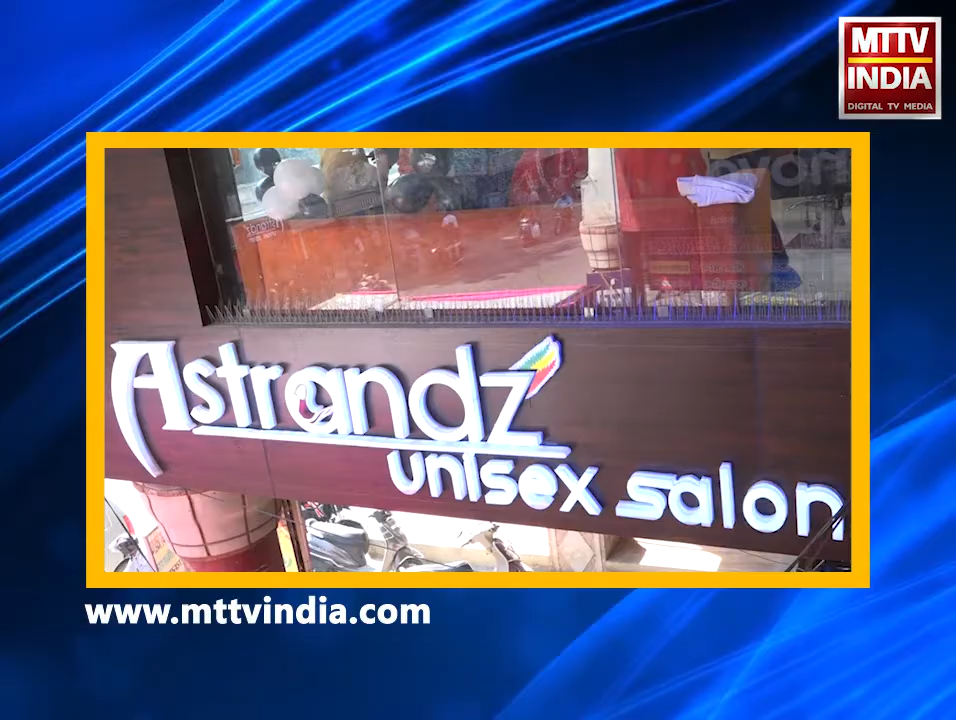 MTTV
INDIA
DIGITAL TV MEDIA
Astrandz
unisex salon
www.mttvindia.com